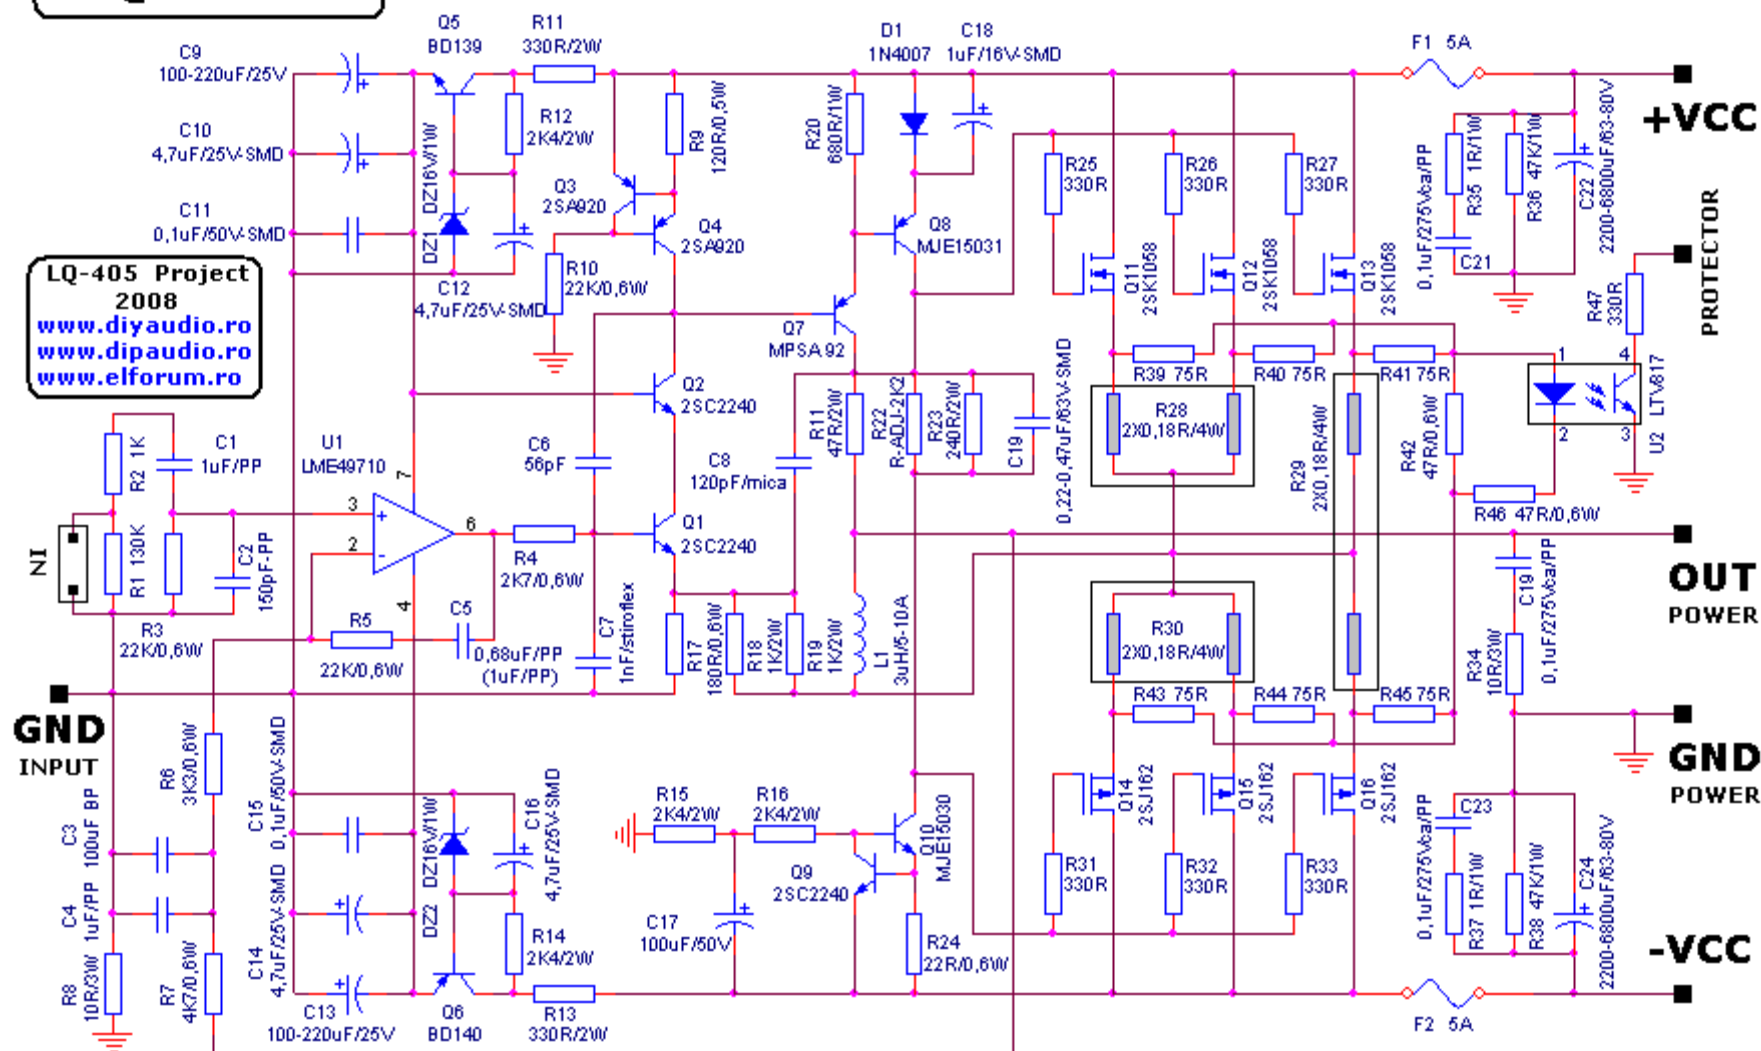 Q5
BD139
R11
330R/2W
D1
1N4007
C18
1uF/16V-SMD
F1 5A
C9
100-220uF/25V
R12
2K4/2W
R9
120R/0,5W
R20
680R/1W
+VCC
C10
4,7uF/25V-SMD
DZ1
DZ16V/1W
Q3
2SA920
Q4
2SA920
Q8
MJE15031
R25
330R
R26
330R
R27
330R
0,1uF/275Vca/PP
R35 1R/1W
R36 47K/1W
C22
2200-6800uF/63-80V
C21
PROTECTOR
C11
0,1uF/50V-SMD
LQ-405 Project
2008
www.diyaudio.ro
www.dipaudio.ro
www.elforum.ro
C12
4,7uF/25V-SMD
R10
22K/0,6W
Q7
MPSA92
Q11
2SK1058
Q12
2SK1058
Q13
2SK1058
R47
330R
R39 75R
R40 75R
R41 75R
1
4
2
3
U2 LTV817
Q2
2SC2240
R11
47R/2W
R22
R-ADJ-2K2
R23
240R/2W
C19
0,22-0,47uF/63V-SMD
R28
2X0,18R/4W
R29
2X0,18R/4W
R42
47R/0,6W
R46 47R/0,6W
R2 1K
C1
1uF/PP
U1
LME49710
C6
56pF
C8
120pF/mica
7
3
+
2
-
6
4
R4
2K7/0,6W
Q1
2SC2240
IN
R1 130K
C2
150pF-PP
R3
22K/0,6W
R5
22K/0,6W
C5
0,68uF/PP
(1uF/PP)
C7
1nF/stiroflex
R17
180R/0,6W
R18
1K/2W
R19
1K/2W
L1
3uH/5-10A
R30
2X0,18R/4W
C19
0,1uF/275Vca/PP
R34
10R/3W
OUT
POWER
GND
INPUT
R43 75R
R44 75R
R45 75R
GND
POWER
R6
3K3/0,6W
C3
100uF BP
C4
1uF/PP
C15
0,1uF/50V-SMD
C14
4,7uF/25V-SMD
DZ2
DZ16V/1W
C16
4,7uF/25V-SMD
R15
2K4/2W
R16
2K4/2W
Q10
MJE15030
Q9
2SC2240
Q14
2SJ162
Q15
2SJ162
Q16
2SJ162
R31
330R
R32
330R
R33
330R
C23
0,1uF/275Vca/PP
R37 1R/1W
R38 47K/1W
C24
2200-6800uF/63-80V
C17
100uF/50V
R24
22R/0,6W
R14
2K4/2W
R8
10R/3W
R7
4K7/0,6W
C13
100-220uF/25V
Q6
BD140
R13
330R/2W
-VCC
F2 5A